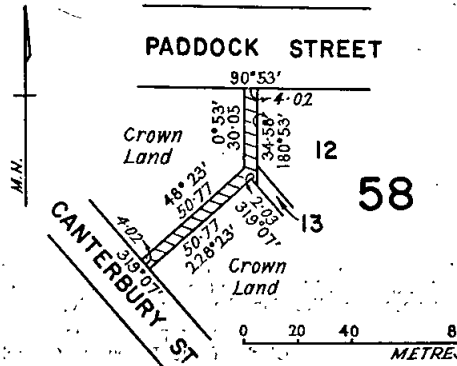 PADDOCK STREET
90°53'
4·02
0°53'
30·05
34·58
180°53'
12
Crown
Land
M.N.
58
48°23'
50·77
2·03
319°07'
13
4·02
319°07'
50·77
228°23'
Crown
Land
CANTERBURY ST
0 20 40 8
METRES